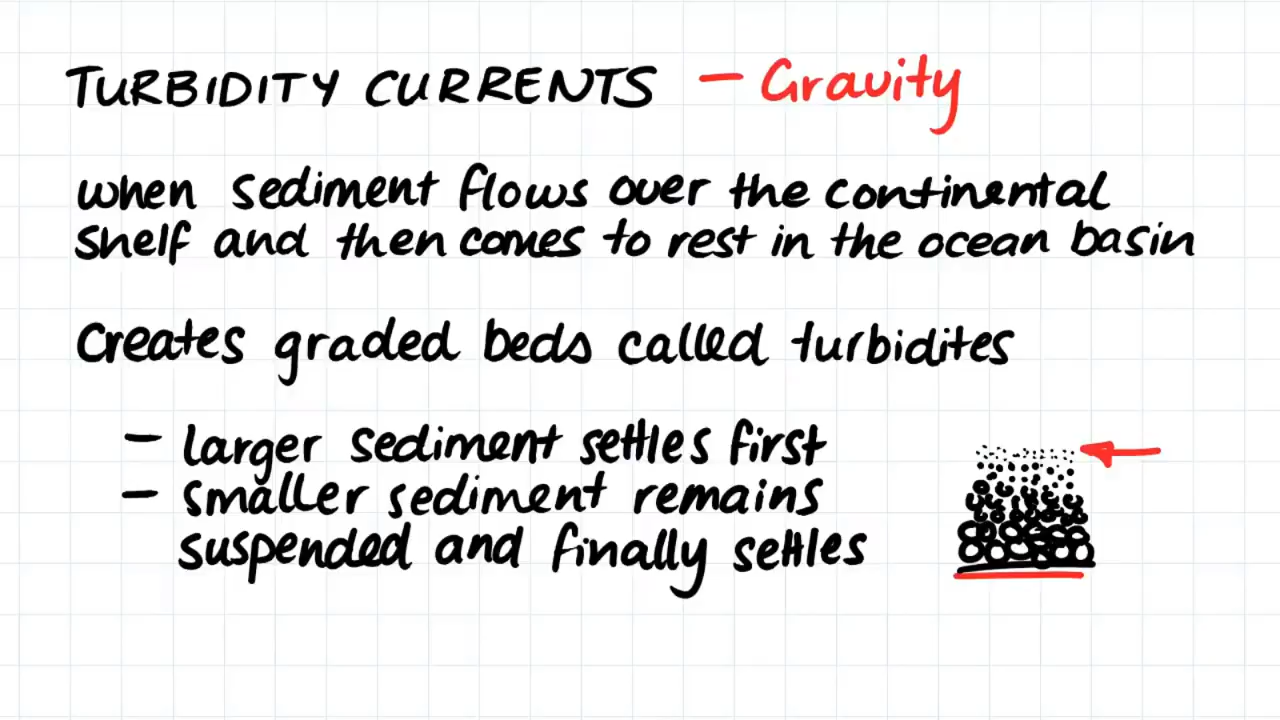 TURBIDITY CURRENTS - Gravity
when sediment flows over the continental
shelf and then comes to rest in the ocean basin
Creates graded beds called turbidites
- larger sediment settles first
- smaller sediment remains
suspended and finally settles